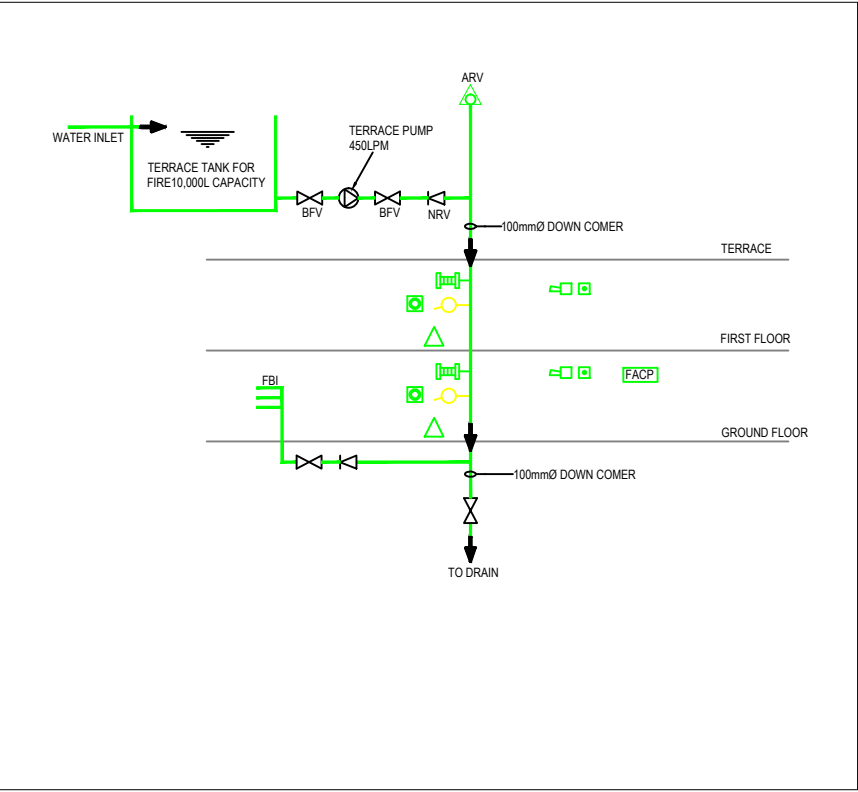 ARV
WATER INLET
TERRACE PUMP
450LPM
TERRACE TANK FOR
FIRE10,000L CAPACITY
BFV
BFV
NRV
100mmØ DOWN COMER
TERRACE
FIRST FLOOR
FBI
FACP
GROUND FLOOR
100mmØ DOWN COMER
TO DRAIN